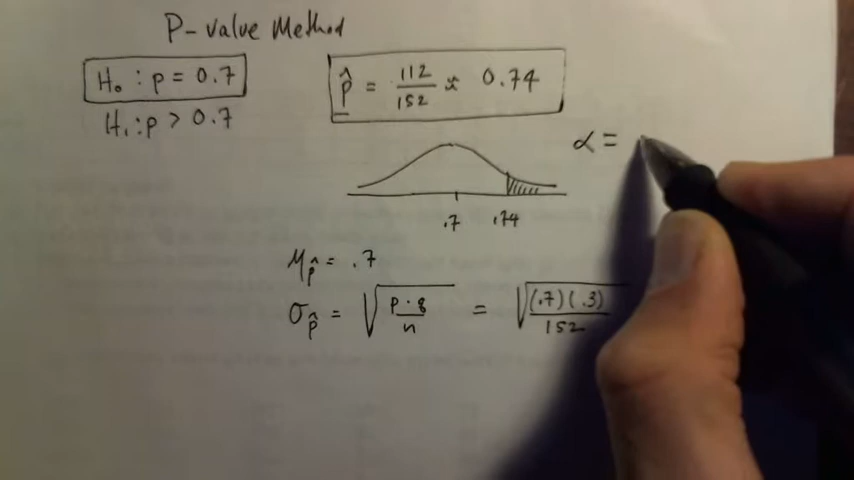 P-value Method
H₀ : p = 0.7
H₁ : p > 0.7
p̂ = 112/152 ≈ 0.74
α =
.7 .74
μp̂ = .7
σp̂ = √(p·q/n) = √((.7)(.3)/152)